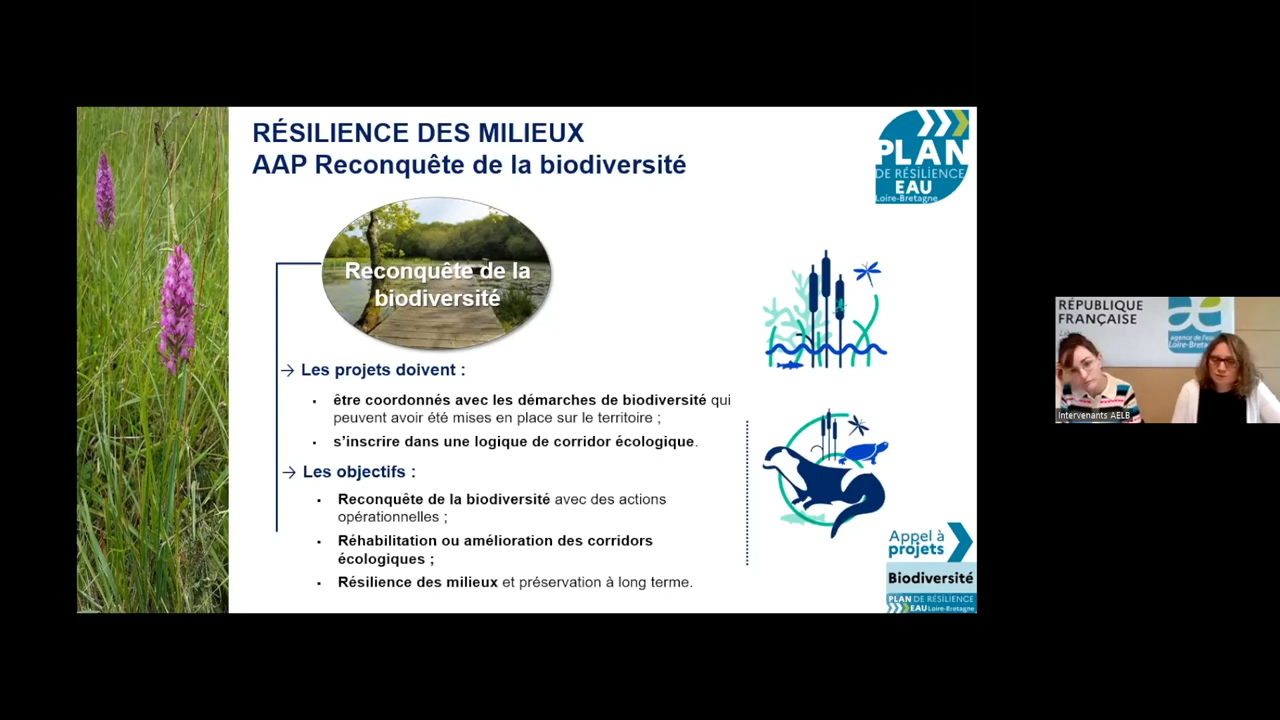 RÉSILIENCE DES MILIEUX
AAP Reconquête de la biodiversité
PLAN
DE RÉSILIENCE
EAU
Loire-Bretagne
Reconquête de la
biodiversité
→ Les projets doivent :
▪ être coordonnés avec les démarches de biodiversité qui
peuvent avoir été mises en place sur le territoire ;
▪ s’inscrire dans une logique de corridor écologique.
→ Les objectifs :
▪ Reconquête de la biodiversité avec des actions
opérationnelles ;
▪ Réhabilitation ou amélioration des corridors
écologiques ;
▪ Résilience des milieux et préservation à long terme.
Appel à
projets
Biodiversité
PLAN DE RÉSILIENCE
EAU Loire-Bretagne
RÉPUBLIQUE
FRANÇAISE
ae
agence de l'eau
Loire-Bretagne
Intervenants AELB